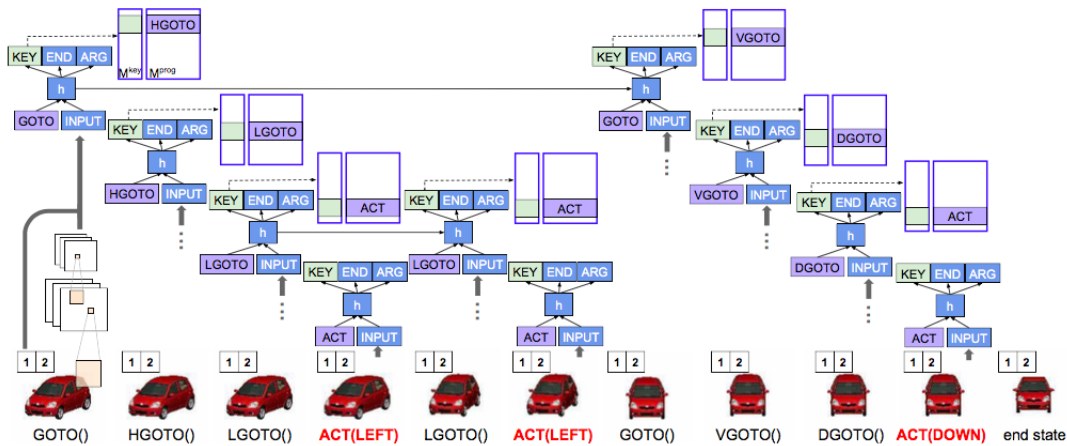 HGOTO
KEY END ARG
M^key M^prog
h
GOTO INPUT
VGOTO
KEY END ARG
h
GOTO INPUT
LGOTO
KEY END ARG
h
HGOTO INPUT
DGOTO
KEY END ARG
h
VGOTO INPUT
ACT
KEY END ARG
h
LGOTO INPUT
ACT
KEY END ARG
h
LGOTO INPUT
ACT
KEY END ARG
h
DGOTO INPUT
KEY END ARG
h
ACT INPUT
KEY END ARG
h
ACT INPUT
KEY END ARG
h
ACT INPUT
1 2 1 2 1 2 1 2 1 2 1 2 1 2 1 2 1 2 1 2 1 2
GOTO() HGOTO() LGOTO() ACT(LEFT) LGOTO() ACT(LEFT) GOTO() VGOTO() DGOTO() ACT(DOWN) end state